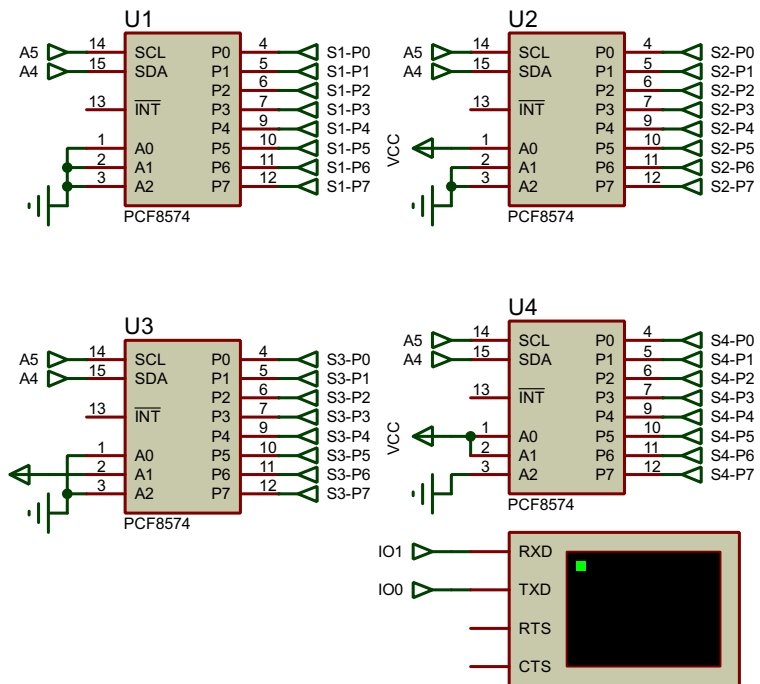 U1
A5 14 SCL P0 4 S1-P0
A4 15 SDA P1 5 S1-P1
P2 6 S1-P2
13 INT P3 7 S1-P3
P4 9 S1-P4
1 A0 P5 10 S1-P5
2 A1 P6 11 S1-P6
3 A2 P7 12 S1-P7
PCF8574
U2
A5 14 SCL P0 4 S2-P0
A4 15 SDA P1 5 S2-P1
P2 6 S2-P2
13 INT P3 7 S2-P3
P4 9 S2-P4
VCC 1 A0 P5 10 S2-P5
2 A1 P6 11 S2-P6
3 A2 P7 12 S2-P7
PCF8574
U3
A5 14 SCL P0 4 S3-P0
A4 15 SDA P1 5 S3-P1
P2 6 S3-P2
13 INT P3 7 S3-P3
P4 9 S3-P4
1 A0 P5 10 S3-P5
2 A1 P6 11 S3-P6
3 A2 P7 12 S3-P7
PCF8574
U4
A5 14 SCL P0 4 S4-P0
A4 15 SDA P1 5 S4-P1
P2 6 S4-P2
13 INT P3 7 S4-P3
P4 9 S4-P4
VCC 1 A0 P5 10 S4-P5
2 A1 P6 11 S4-P6
3 A2 P7 12 S4-P7
PCF8574
IO1 RXD
IO0 TXD
RTS
CTS